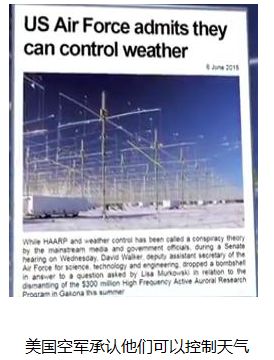 US Air Force admits they
can control weather
6 June 2015
While HAARP and weather control has been called a conspiracy theory
by the mainstream media and government officials, during a Senate
hearing on Wednesday, David Walker, deputy assistant secretary of the
Air Force for science, technology and engineering, dropped a bombshell
in answer to a question asked by Lisa Murkowski in relation to the
dismantling of the $300 million High Frequency Active Auroral Research
Program in Gakona this summer
美国空军承认他们可以控制天气